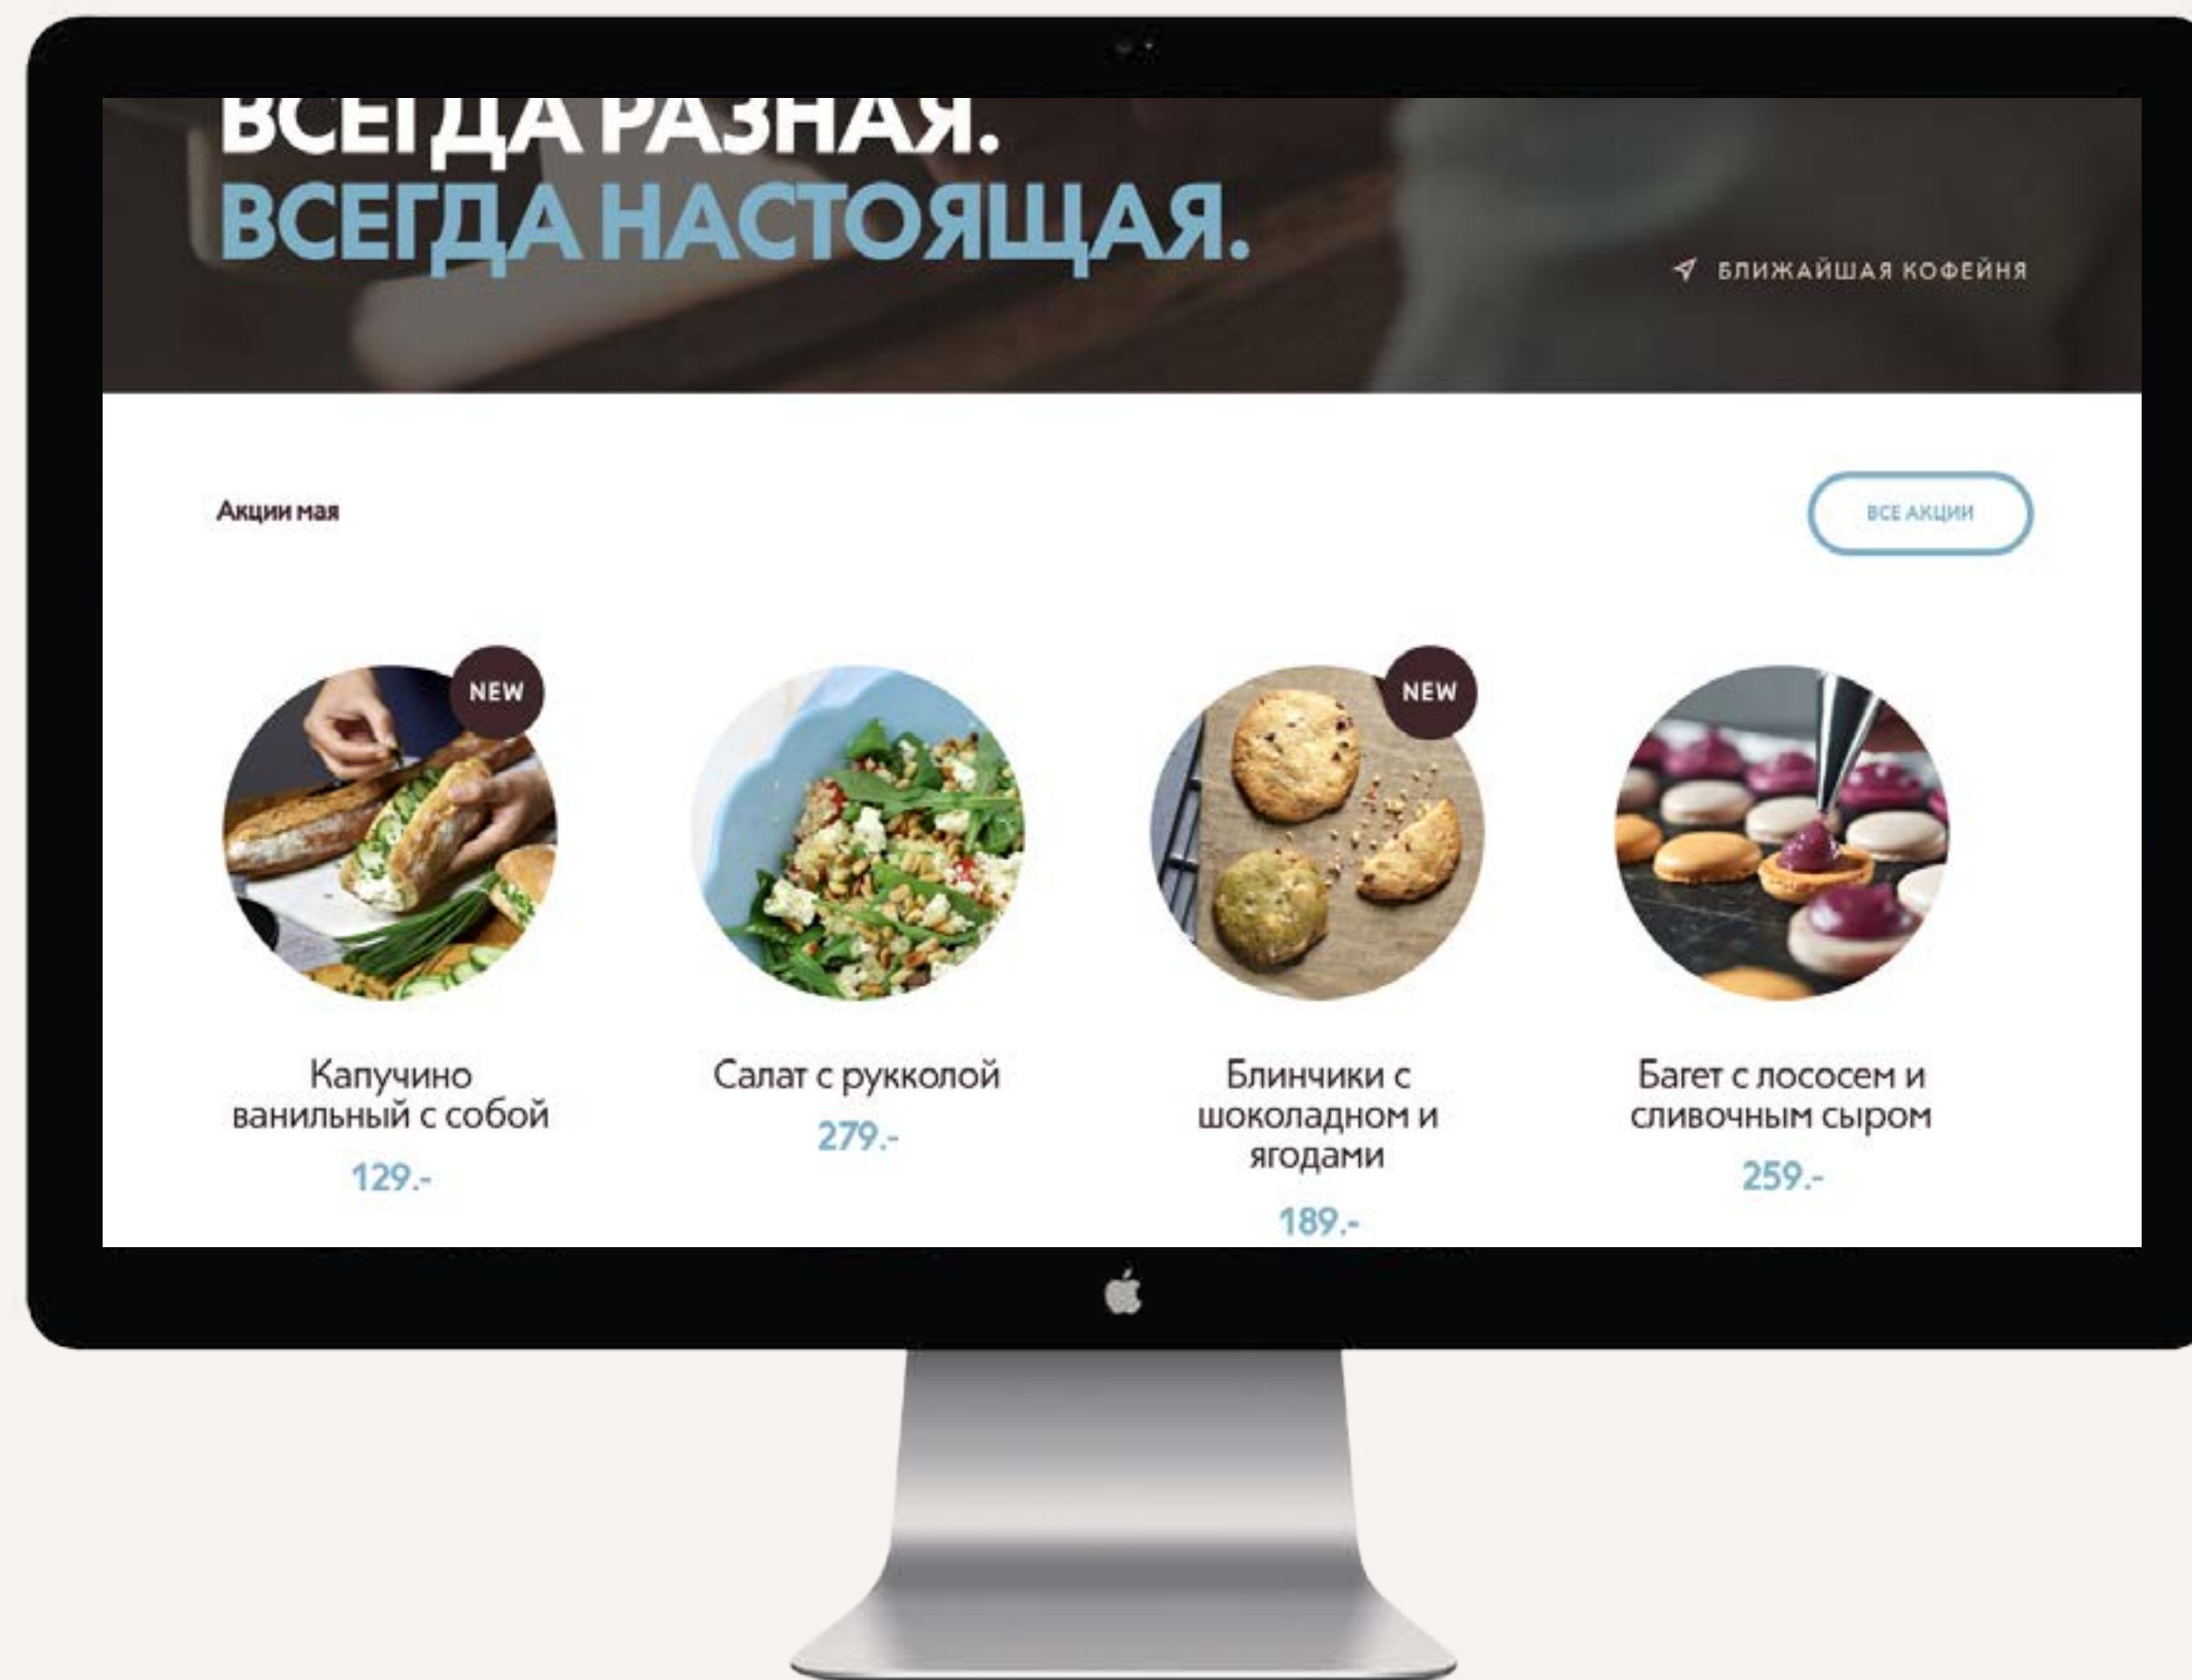 ВСЕГДА РАЗНАЯ.
ВСЕГДА НАСТОЯЩАЯ.
БЛИЖАЙШАЯ КОФЕЙНЯ
Акции мая
ВСЕ АКЦИИ
NEW
NEW
Капучино
ванильный с собой
129.-
Салат с рукколой
279.-
Блинчики с
шоколадном и
ягодами
189.-
Багет с лососем и
сливочным сыром
259.-